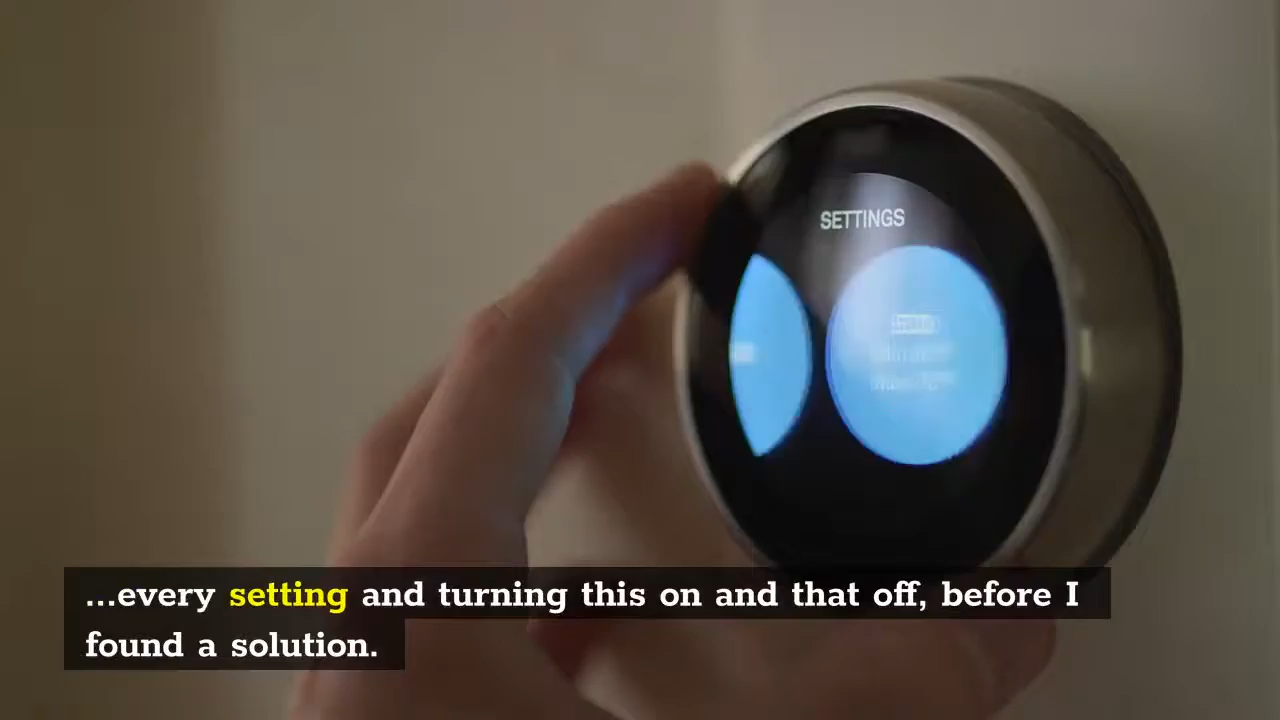 SETTINGS
...every setting and turning this on and that off, before I
found a solution.